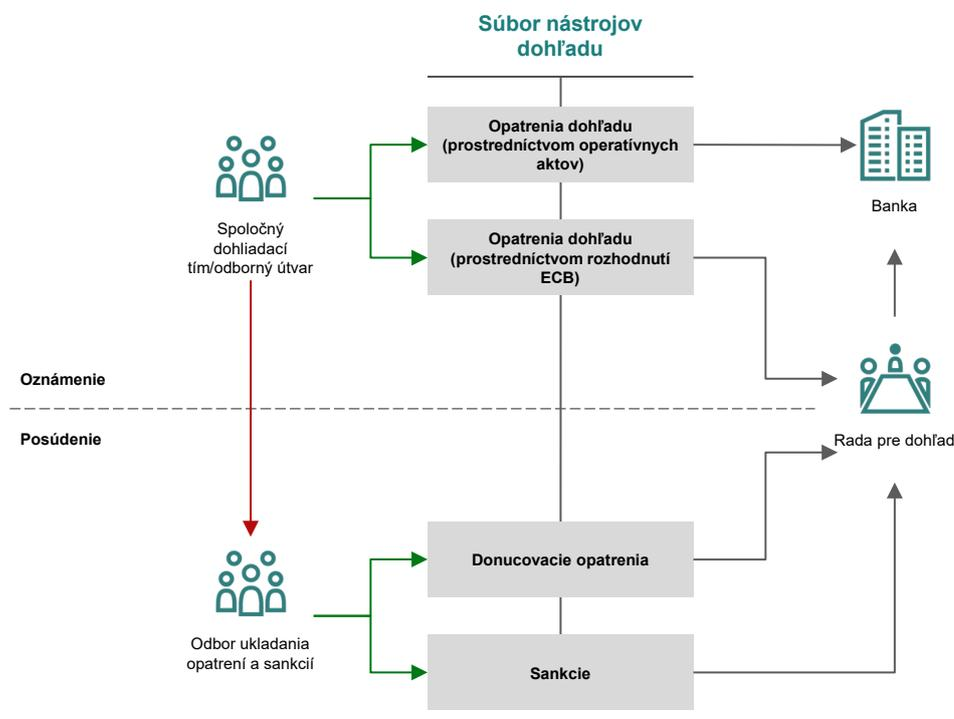 Súbor nástrojov
dohľadu
Opatrenia dohľadu
(prostredníctvom operatívnych
aktov)
Banka
Spoločný
dohliadací
tím/odborný útvar
Opatrenia dohľadu
(prostredníctvom rozhodnutí
ECB)
Oznámenie
Posúdenie
Rada pre dohľad
Donucovacie opatrenia
Odbor ukladania
opatrení a sankcií
Sankcie